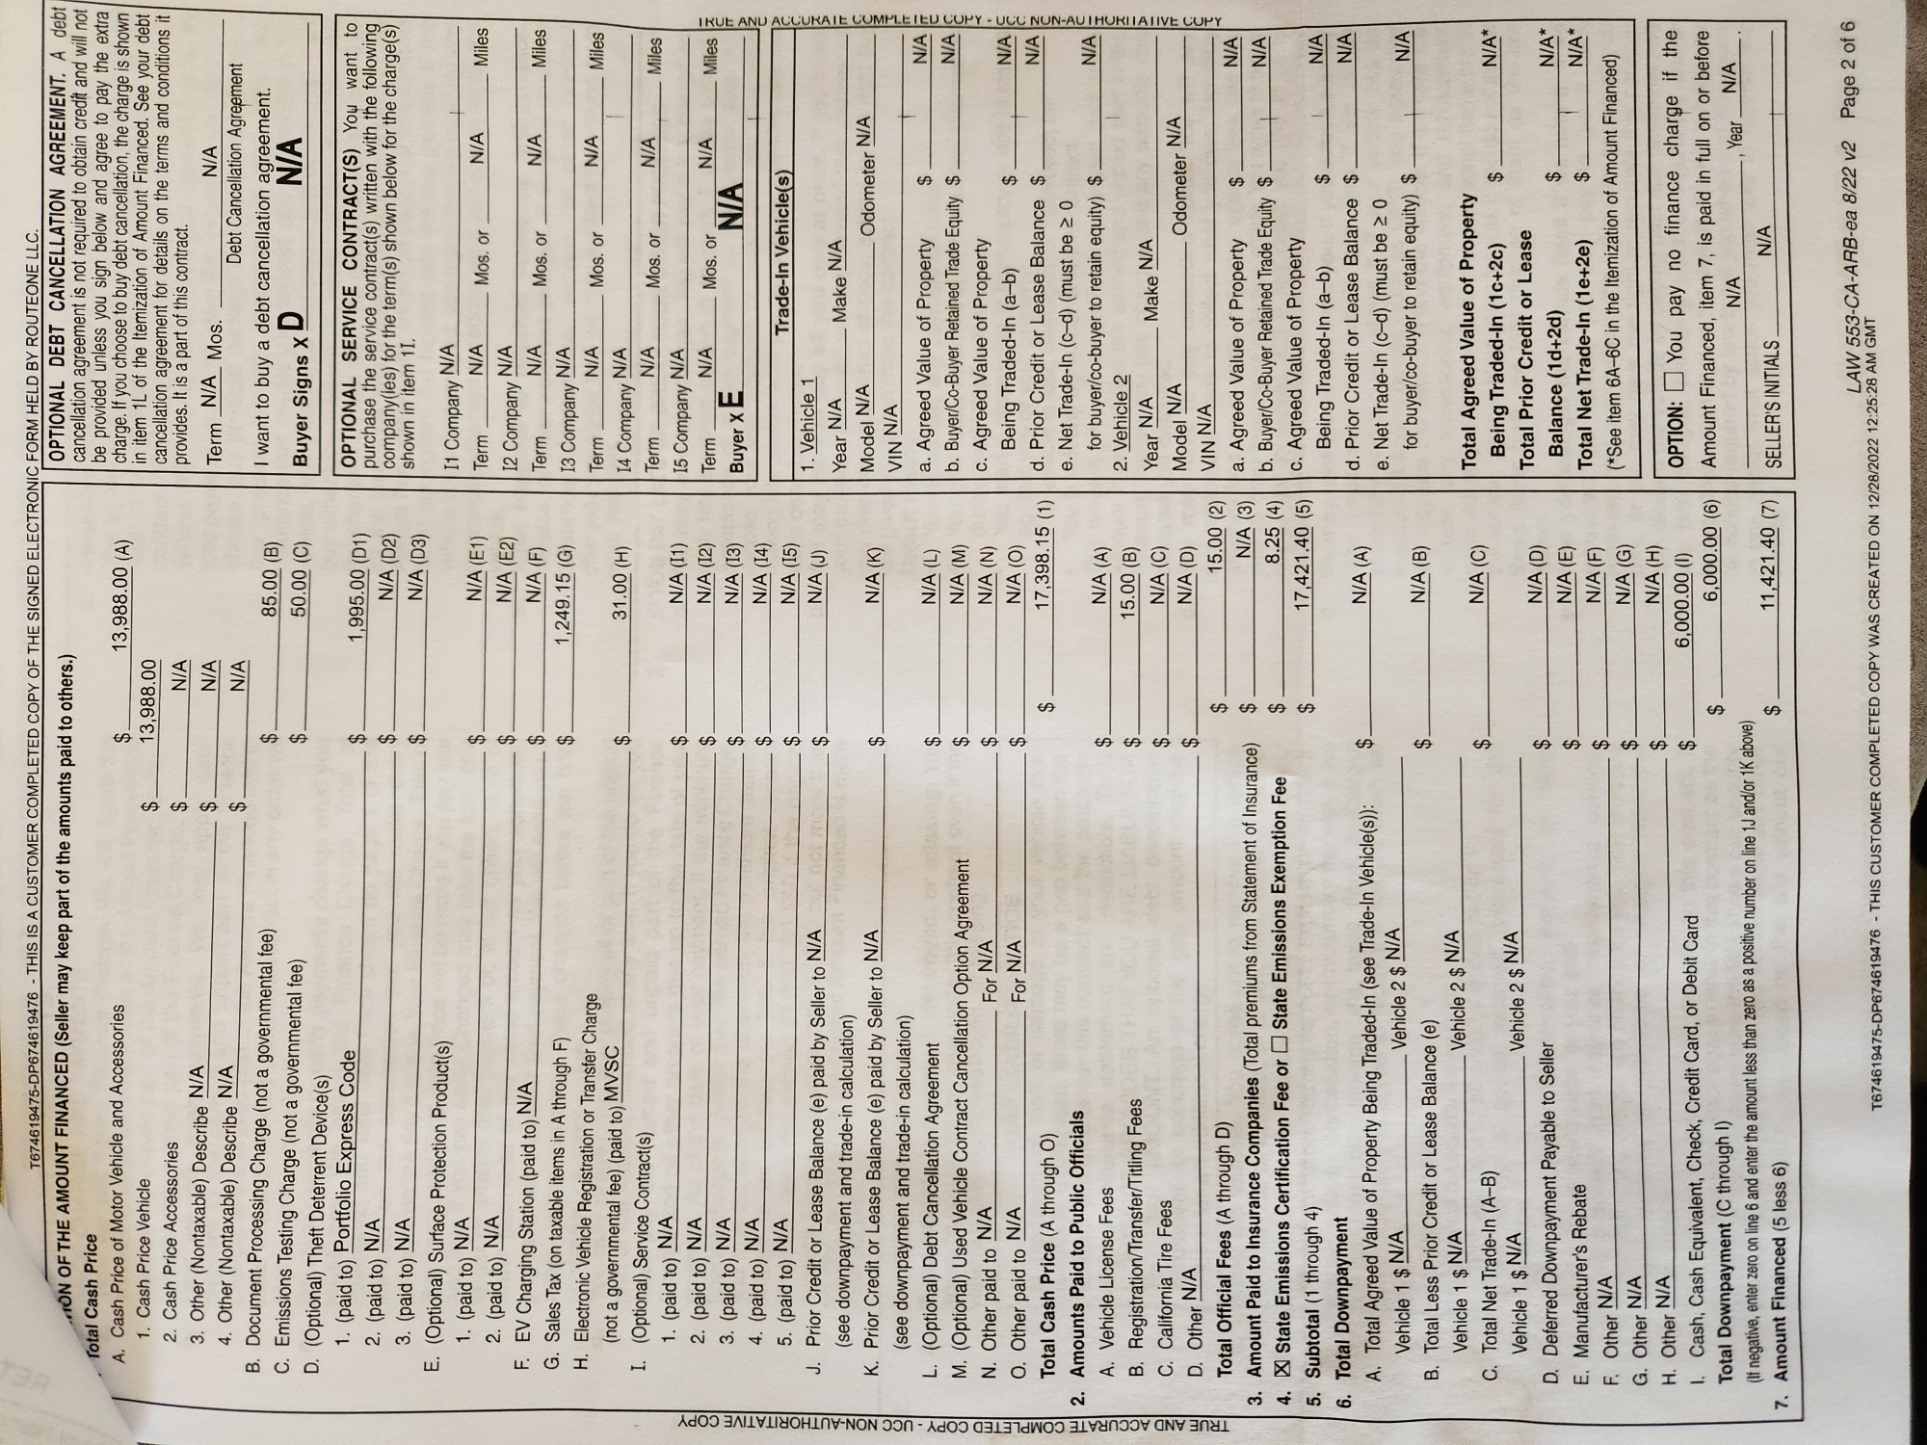 T674619475-DP674619476 - THIS IS A CUSTOMER COMPLETED COPY OF THE SIGNED ELECTRONIC FORM HELD BY ROUTEONE LLC.
OF THE AMOUNT FINANCED (Seller may keep part of the amounts paid to others.)
Total Cash Price
A. Cash Price of Motor Vehicle and Accessories $ 13,988.00 (A)
1. Cash Price Vehicle $ 13,988.00
2. Cash Price Accessories $ N/A
3. Other (Nontaxable) Describe N/A $ N/A
4. Other (Nontaxable) Describe N/A $ N/A
B. Document Processing Charge (not a governmental fee) $ 85.00 (B)
C. Emissions Testing Charge (not a governmental fee) $ 50.00 (C)
D. (Optional) Theft Deterrent Device(s)
1. (paid to) Portfolio Express Code $ 1,995.00 (D1)
2. (paid to) N/A $ N/A (D2)
3. (paid to) N/A $ N/A (D3)
E. (Optional) Surface Protection Product(s)
1. (paid to) N/A $ N/A (E1)
2. (paid to) N/A $ N/A (E2)
F. EV Charging Station (paid to) N/A $ N/A (F)
G. Sales Tax (on taxable items in A through F) $ 1,249.15 (G)
H. Electronic Vehicle Registration or Transfer Charge
(not a governmental fee) (paid to) MVSC $ 31.00 (H)
I. (Optional) Service Contract(s)
1. (paid to) N/A $ N/A (I1)
2. (paid to) N/A $ N/A (I2)
3. (paid to) N/A $ N/A (I3)
4. (paid to) N/A $ N/A (I4)
5. (paid to) N/A $ N/A (I5)
J. Prior Credit or Lease Balance (e) paid by Seller to N/A $ N/A (J)
(see downpayment and trade-in calculation)
K. Prior Credit or Lease Balance (e) paid by Seller to N/A $ N/A (K)
(see downpayment and trade-in calculation)
L. (Optional) Debt Cancellation Agreement $ N/A (L)
M. (Optional) Used Vehicle Contract Cancellation Option Agreement $ N/A (M)
N. Other paid to N/A For N/A $ N/A (N)
O. Other paid to N/A For N/A $ N/A (O)
Total Cash Price (A through O) $ 17,398.15 (1)
2. Amounts Paid to Public Officials
A. Vehicle License Fees $ N/A (A)
B. Registration/Transfer/Titling Fees $ 15.00 (B)
C. California Tire Fees $ N/A (C)
D. Other N/A $ N/A (D)
Total Official Fees (A through D) $ 15.00 (2)
3. Amount Paid to Insurance Companies (Total premiums from Statement of Insurance) $ N/A (3)
4. ☒ State Emissions Certification Fee or ☐ State Emissions Exemption Fee $ 8.25 (4)
5. Subtotal (1 through 4) $ 17,421.40 (5)
6. Total Downpayment
A. Total Agreed Value of Property Being Traded-In (see Trade-In Vehicle(s)): $ N/A (A)
Vehicle 1 $ N/A Vehicle 2 $ N/A
B. Total Less Prior Credit or Lease Balance (e) $ N/A (B)
Vehicle 1 $ N/A Vehicle 2 $ N/A
C. Total Net Trade-In (A–B) $ N/A (C)
Vehicle 1 $ N/A Vehicle 2 $ N/A
D. Deferred Downpayment Payable to Seller $ N/A (D)
E. Manufacturer's Rebate $ N/A (E)
F. Other N/A $ N/A (F)
G. Other N/A $ N/A (G)
H. Other N/A $ N/A (H)
I. Cash, Cash Equivalent, Check, Credit Card, or Debit Card $ 6,000.00 (I)
Total Downpayment (C through I) $ 6,000.00 (6)
(If negative, enter zero on line 6 and enter the amount less than zero as a positive number on line 1J and/or 1K above)
7. Amount Financed (5 less 6) $ 11,421.40 (7)
OPTIONAL DEBT CANCELLATION AGREEMENT. A debt
cancellation agreement is not required to obtain credit and will not
be provided unless you sign below and agree to pay the extra
charge. If you choose to buy debt cancellation, the charge is shown
in item 1L of the Itemization of Amount Financed. See your debt
cancellation agreement for details on the terms and conditions it
provides. It is a part of this contract.
Term N/A Mos. N/A
Debt Cancellation Agreement
I want to buy a debt cancellation agreement.
Buyer Signs X D N/A
OPTIONAL SERVICE CONTRACT(S) You want to
purchase the service contract(s) written with the following
company(ies) for the term(s) shown below for the charge(s)
shown in item 1I.
I1 Company N/A
Term N/A Mos. or N/A Miles
I2 Company N/A
Term N/A Mos. or N/A Miles
I3 Company N/A
Term N/A Mos. or N/A Miles
I4 Company N/A
Term N/A Mos. or N/A Miles
I5 Company N/A
Term N/A Mos. or N/A Miles
Buyer X E N/A
Trade-In Vehicle(s)
1. Vehicle 1
Year N/A Make N/A
Model N/A Odometer N/A
VIN N/A
a. Agreed Value of Property $ N/A
b. Buyer/Co-Buyer Retained Trade Equity $ N/A
c. Agreed Value of Property
Being Traded-In (a–b) $ N/A
d. Prior Credit or Lease Balance $ N/A
e. Net Trade-In (c–d) (must be ≥ 0
for buyer/co-buyer to retain equity) $ N/A
2. Vehicle 2
Year N/A Make N/A
Model N/A Odometer N/A
VIN N/A
a. Agreed Value of Property $ N/A
b. Buyer/Co-Buyer Retained Trade Equity $ N/A
c. Agreed Value of Property
Being Traded-In (a–b) $ N/A
d. Prior Credit or Lease Balance $ N/A
e. Net Trade-In (c–d) (must be ≥ 0
for buyer/co-buyer to retain equity) $ N/A
Total Agreed Value of Property
Being Traded-In (1c+2c) $ N/A*
Total Prior Credit or Lease
Balance (1d+2d) $ N/A*
Total Net Trade-In (1e+2e) $ N/A*
(*See item 6A–6C in the Itemization of Amount Financed)
OPTION: ☐ You pay no finance charge if the
Amount Financed, item 7, is paid in full on or before
N/A , Year N/A .
SELLER'S INITIALS N/A
TRUE AND ACCURATE COMPLETED COPY - UCC NON-AUTHORITATIVE COPY
TRUE AND ACCURATE COMPLETED COPY - UCC NON-AUTHORITATIVE COPY
LAW 553-CA-ARB-ea 8/22 v2 Page 2 of 6
T674619475-DP674619476 - THIS CUSTOMER COMPLETED COPY WAS CREATED ON 12/28/2022 12:25:28 AM GMT